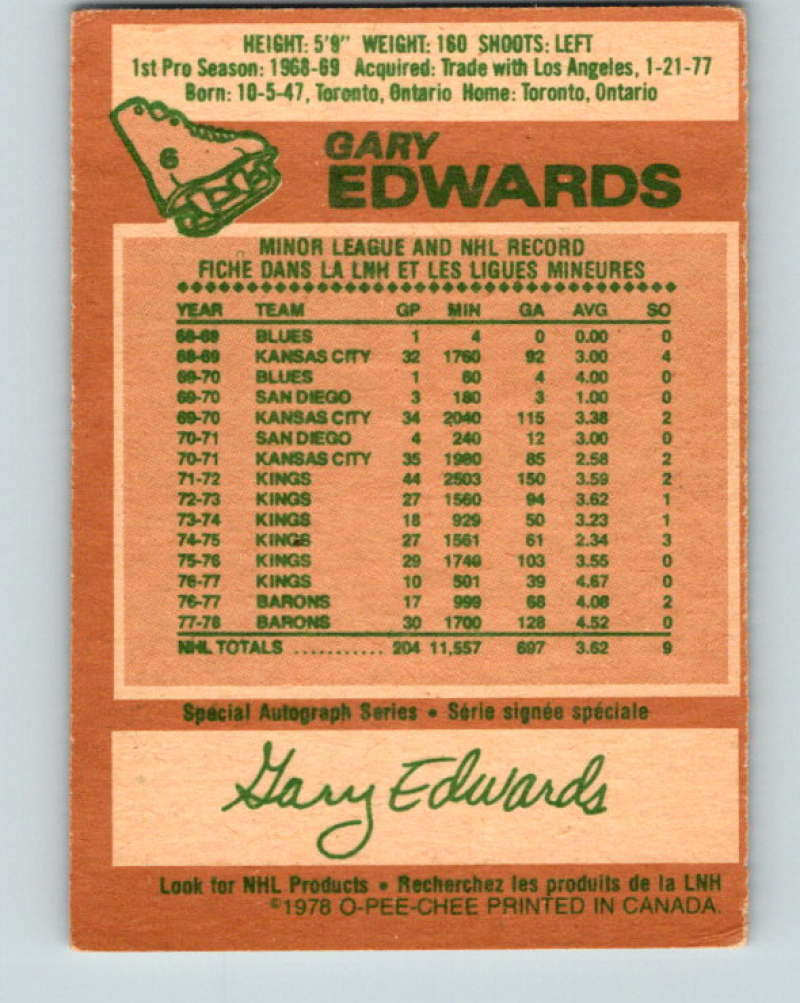 HEIGHT: 5'9" WEIGHT: 160 SHOOTS: LEFT
1st Pro Season: 1968-69 Acquired: Trade with Los Angeles, 1-21-77
Born: 10-5-47, Toronto, Ontario Home: Toronto, Ontario
6
GARY
EDWARDS
MINOR LEAGUE AND NHL RECORD
FICHE DANS LA LNH ET LES LIGUES MINEURES
YEAR TEAM GP MIN GA AVG SO
68-69 BLUES 1 4 0 0.00 0
68-69 KANSAS CITY 32 1760 92 3.00 4
69-70 BLUES 1 60 4 4.00 0
69-70 SAN DIEGO 3 180 3 1.00 0
69-70 KANSAS CITY 34 2040 115 3.38 2
70-71 SAN DIEGO 4 240 12 3.00 0
70-71 KANSAS CITY 35 1980 85 2.58 2
71-72 KINGS 44 2503 150 3.59 2
72-73 KINGS 27 1560 94 3.62 1
73-74 KINGS 18 929 50 3.23 1
74-75 KINGS 27 1561 61 2.34 3
75-76 KINGS 29 1740 103 3.55 0
76-77 KINGS 10 501 39 4.67 0
76-77 BARONS 17 999 68 4.08 2
77-78 BARONS 30 1700 128 4.52 0
NHL TOTALS ........... 204 11,557 697 3.62 9
Special Autograph Series • Série signée spéciale
Gary Edwards
Look for NHL Products • Recherchez les produits de la LNH
©1978 O-PEE-CHEE PRINTED IN CANADA.